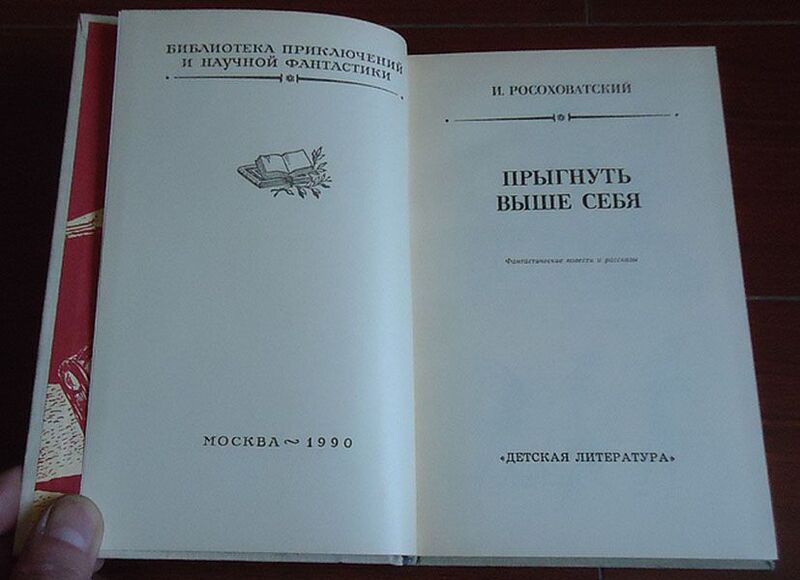 БИБЛИОТЕКА ПРИКЛЮЧЕНИЙ
И НАУЧНОЙ ФАНТАСТИКИ
МОСКВА ~ 1990
И. РОСОХОВАТСКИЙ
ПРЫГНУТЬ
ВЫШЕ СЕБЯ
Фантастические повести и рассказы
«ДЕТСКАЯ ЛИТЕРАТУРА»